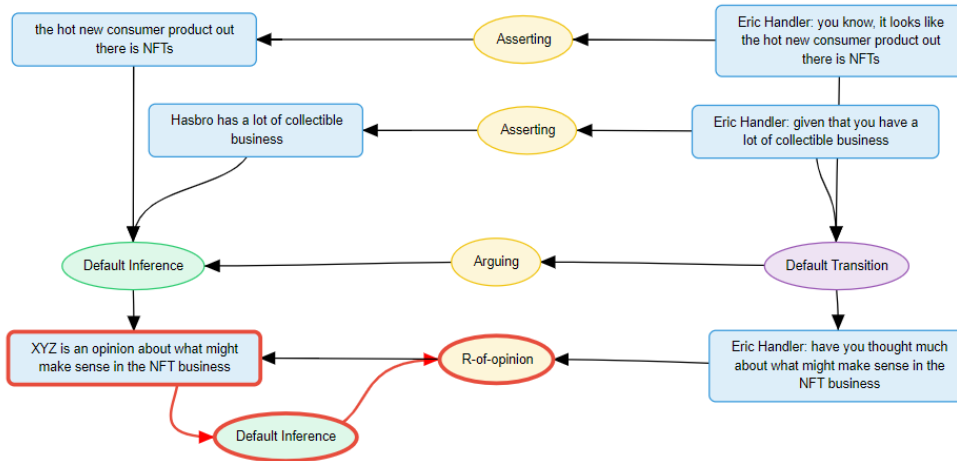 the hot new consumer product out
there is NFTs
Asserting
Eric Handler: you know, it looks like
the hot new consumer product out
there is NFTs
Hasbro has a lot of collectible
business
Asserting
Eric Handler: given that you have a
lot of collectible business
Default Inference
Arguing
Default Transition
XYZ is an opinion about what might
make sense in the NFT business
R-of-opinion
Eric Handler: have you thought much
about what might make sense in the
NFT business
Default Inference